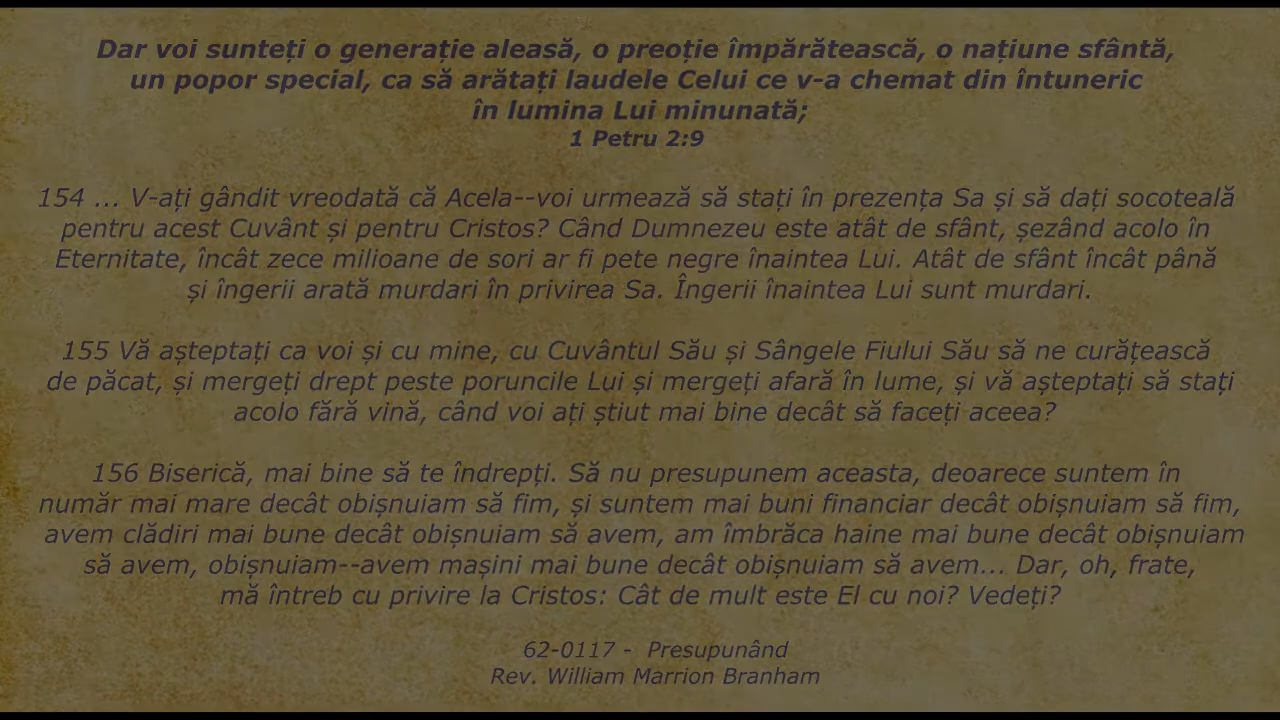 Dar voi sunteți o generație aleasă, o preoție împărătească, o națiune sfântă,
un popor special, ca să arătați laudele Celui ce v-a chemat din întuneric
în lumina Lui minunată;
1 Petru 2:9
154 ... V-ați gândit vreodată că Acela--voi urmează să stați în prezența Sa și să dați socoteală
pentru acest Cuvânt și pentru Cristos? Când Dumnezeu este atât de sfânt, șezând acolo în
Eternitate, încât zece milioane de sori ar fi pete negre înaintea Lui. Atât de sfânt încât până
și îngerii arată murdari în privirea Sa. Îngerii înaintea Lui sunt murdari.
155 Vă așteptați ca voi și cu mine, cu Cuvântul Său și Sângele Fiului Său să ne curățească
de păcat, și mergeți drept peste poruncile Lui și mergeți afară în lume, și vă așteptați să stați
acolo fără vină, când voi ați știut mai bine decât să faceți aceea?
156 Biserică, mai bine să te îndrepți. Să nu presupunem aceasta, deoarece suntem în
număr mai mare decât obișnuiam să fim, și suntem mai buni financiar decât obișnuiam să fim,
avem clădiri mai bune decât obișnuiam să avem, am îmbrăca haine mai bune decât obișnuiam
să avem, obișnuiam--avem mașini mai bune decât obișnuiam să avem... Dar, oh, frate,
mă întreb cu privire la Cristos: Cât de mult este El cu noi? Vedeți?
62-0117 - Presupunând
Rev. William Marrion Branham